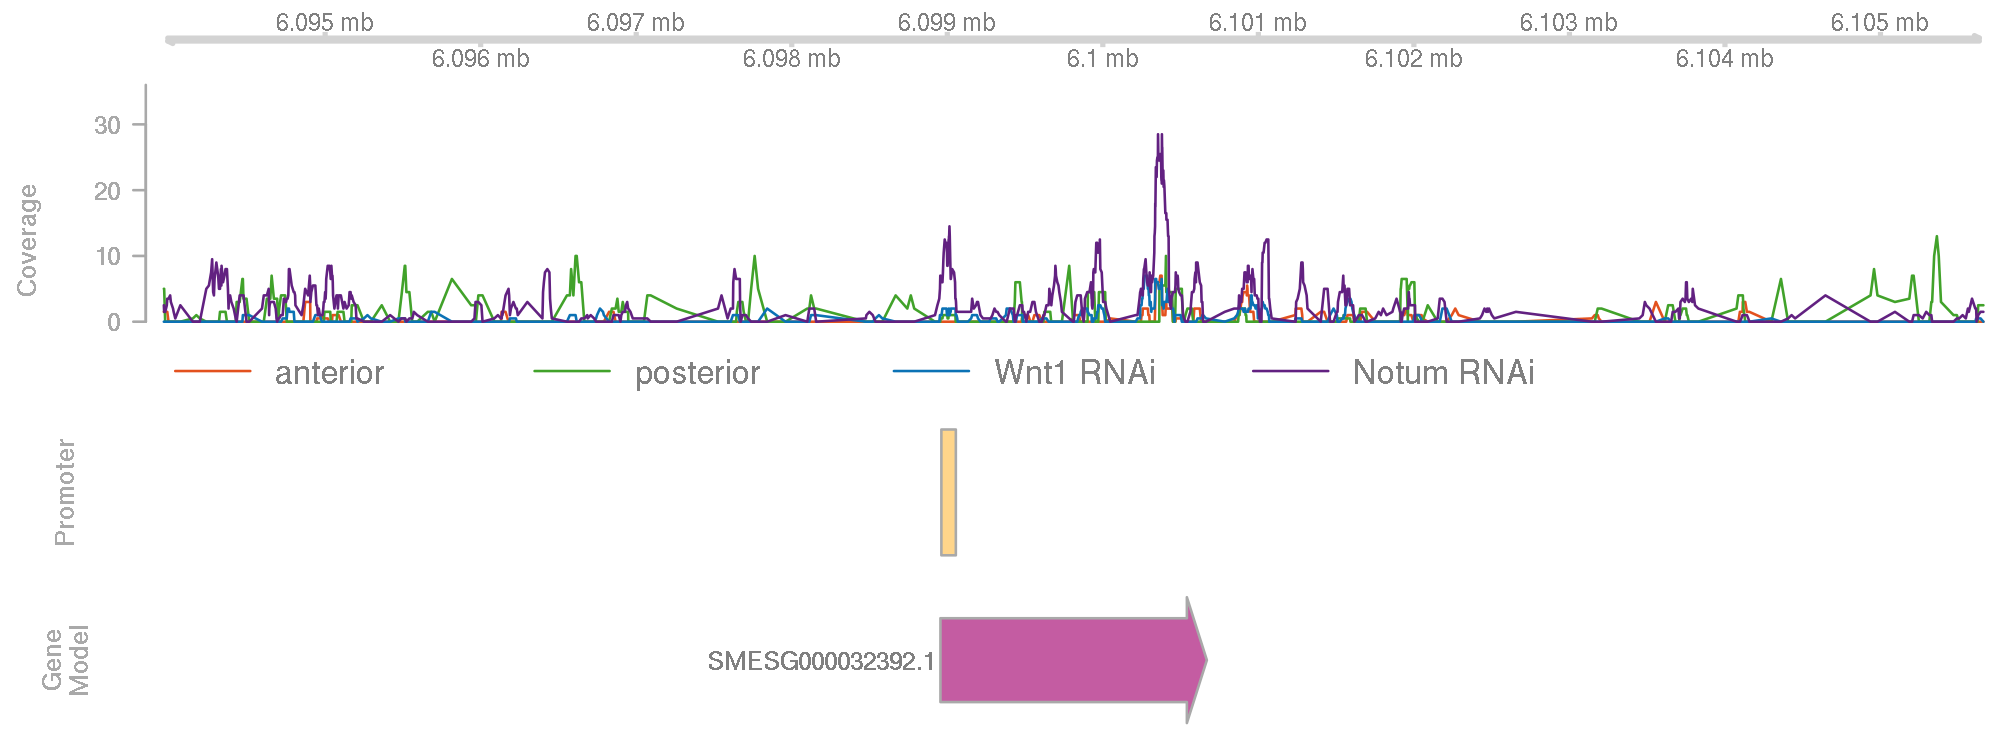 6.095 mb 6.097 mb 6.099 mb 6.101 mb 6.103 mb 6.105 mb
6.096 mb 6.098 mb 6.1 mb 6.102 mb 6.104 mb
Coverage
30
20
10
0
anterior posterior Wnt1 RNAi Notum RNAi
Promoter
Gene
Model
SMESG000032392.1